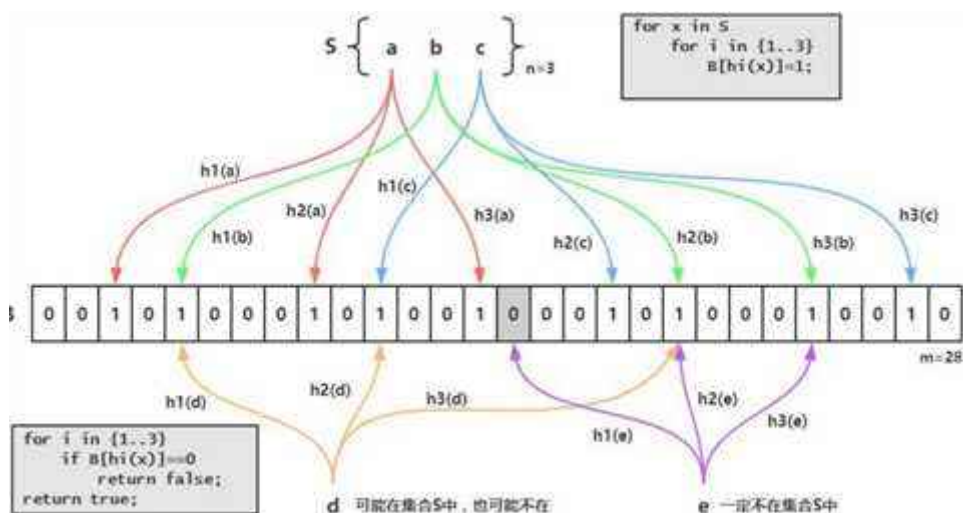 S { a b c } n=3
for x in S
for i in {1..3}
B[hi(x)]=1;
h1(a)
h1(b)
h2(a)
h1(c)
h3(a)
h2(c)
h2(b)
h3(b)
h3(c)
0 0 1 0 1 0 0 0 1 0 1 0 0 1 0 0 0 1 0 1 0 0 0 1 0 0 1 0
m=28
h1(d)
h2(d)
h3(d)
h1(e)
h2(e)
h3(e)
for i in {1..3}
if B[hi(x)]==0
return false;
return true;
d 可能在集合S中，也可能不在
e 一定不在集合S中